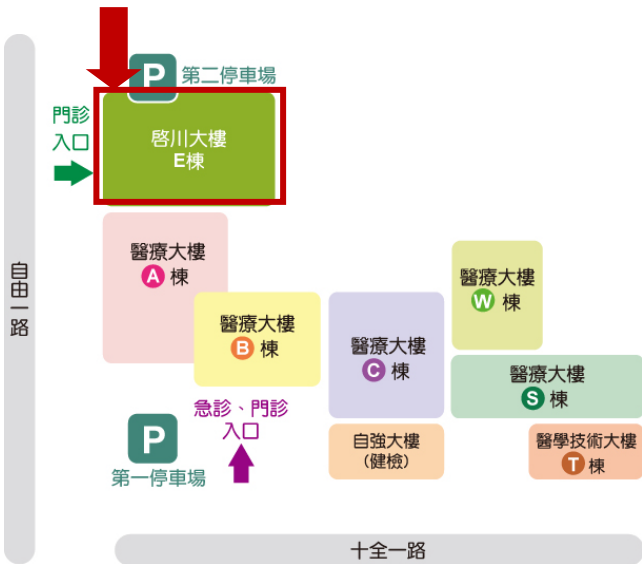 P 第二停車場
門診
入口
啓川大樓
E棟
自由一路
醫療大樓
A 棟
醫療大樓
B 棟
醫療大樓
C 棟
醫療大樓
W 棟
醫療大樓
S 棟
急診、門診
入口
P
第一停車場
自強大樓
(健檢)
醫學技術大樓
T 棟
十全一路